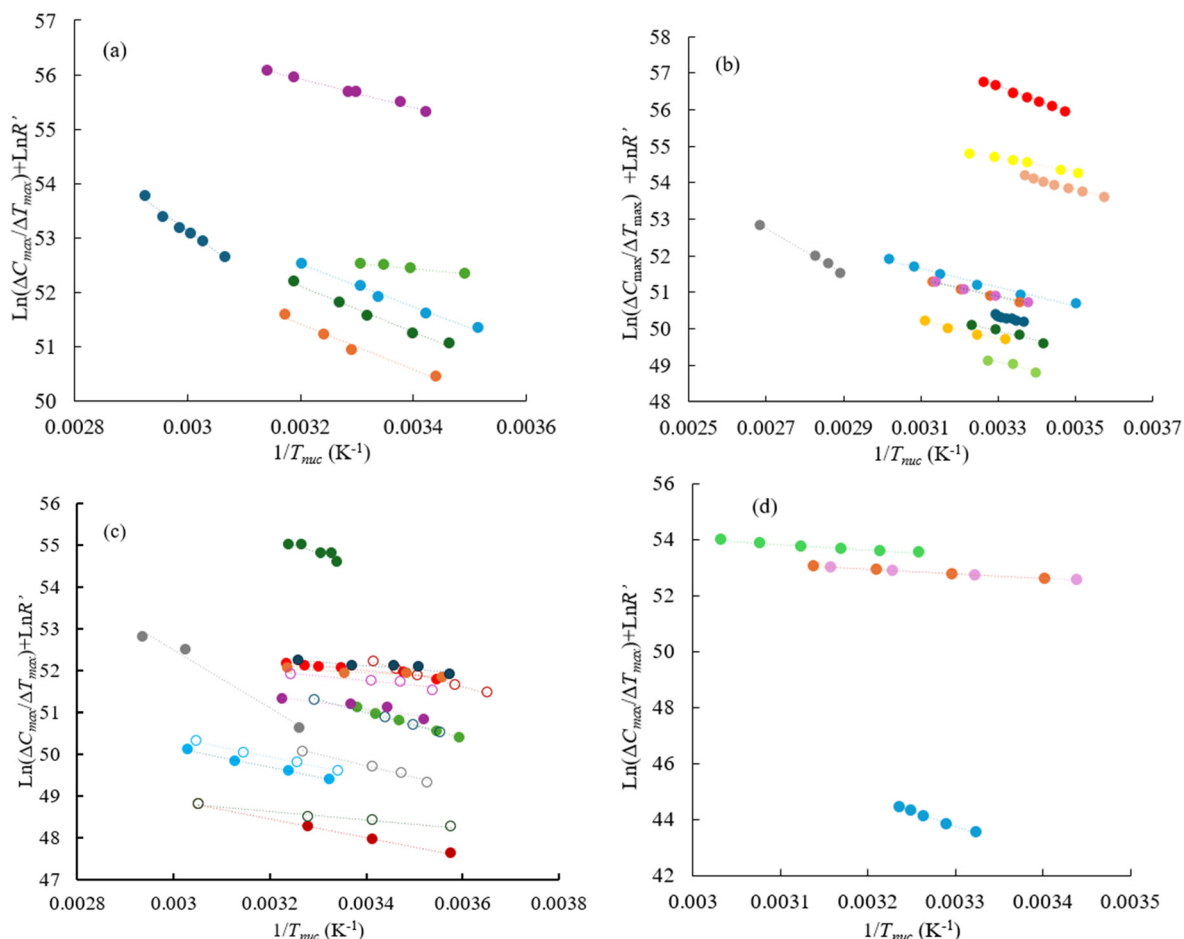 (a)
57
56
55
54
53
52
51
50
Ln(ΔCmax/ΔTmax)+LnR'
0.0028 0.003 0.0032 0.0034 0.0036
1/Tnuc (K-1)
(b)
58
57
56
55
54
53
52
51
50
49
48
Ln(ΔCmax/ΔTmax) +LnR'
0.0025 0.0027 0.0029 0.0031 0.0033 0.0035 0.0037
1/Tnuc (K-1)
(c)
56
55
54
53
52
51
50
49
48
47
Ln(ΔCmax/ΔTmax)+LnR'
0.0028 0.003 0.0032 0.0034 0.0036 0.0038
1/Tnuc (K-1)
(d)
56
54
52
50
48
46
44
42
Ln(ΔCmax/ΔTmax)+LnR'
0.003 0.0031 0.0032 0.0033 0.0034 0.0035
1/Tnuc (K-1)